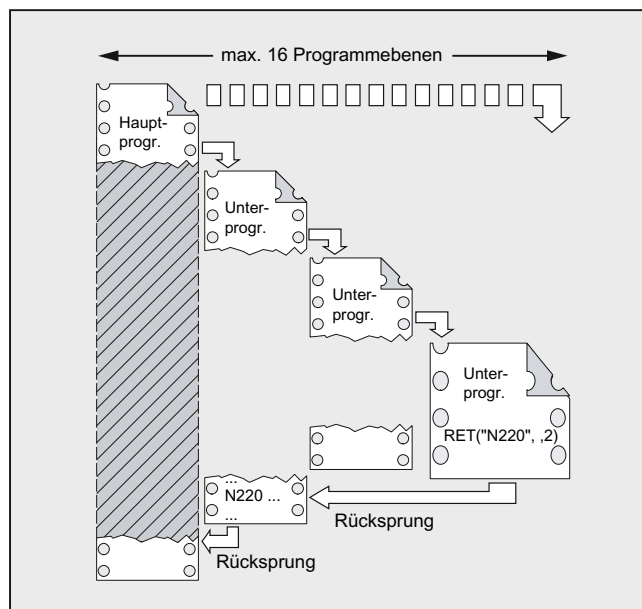 max. 16 Programmebenen
Haupt-
progr.
Unter-
progr.
Unter-
progr.
Unter-
progr.
RET("N220", ,2)
...
N220 ...
...
Rücksprung
Rücksprung